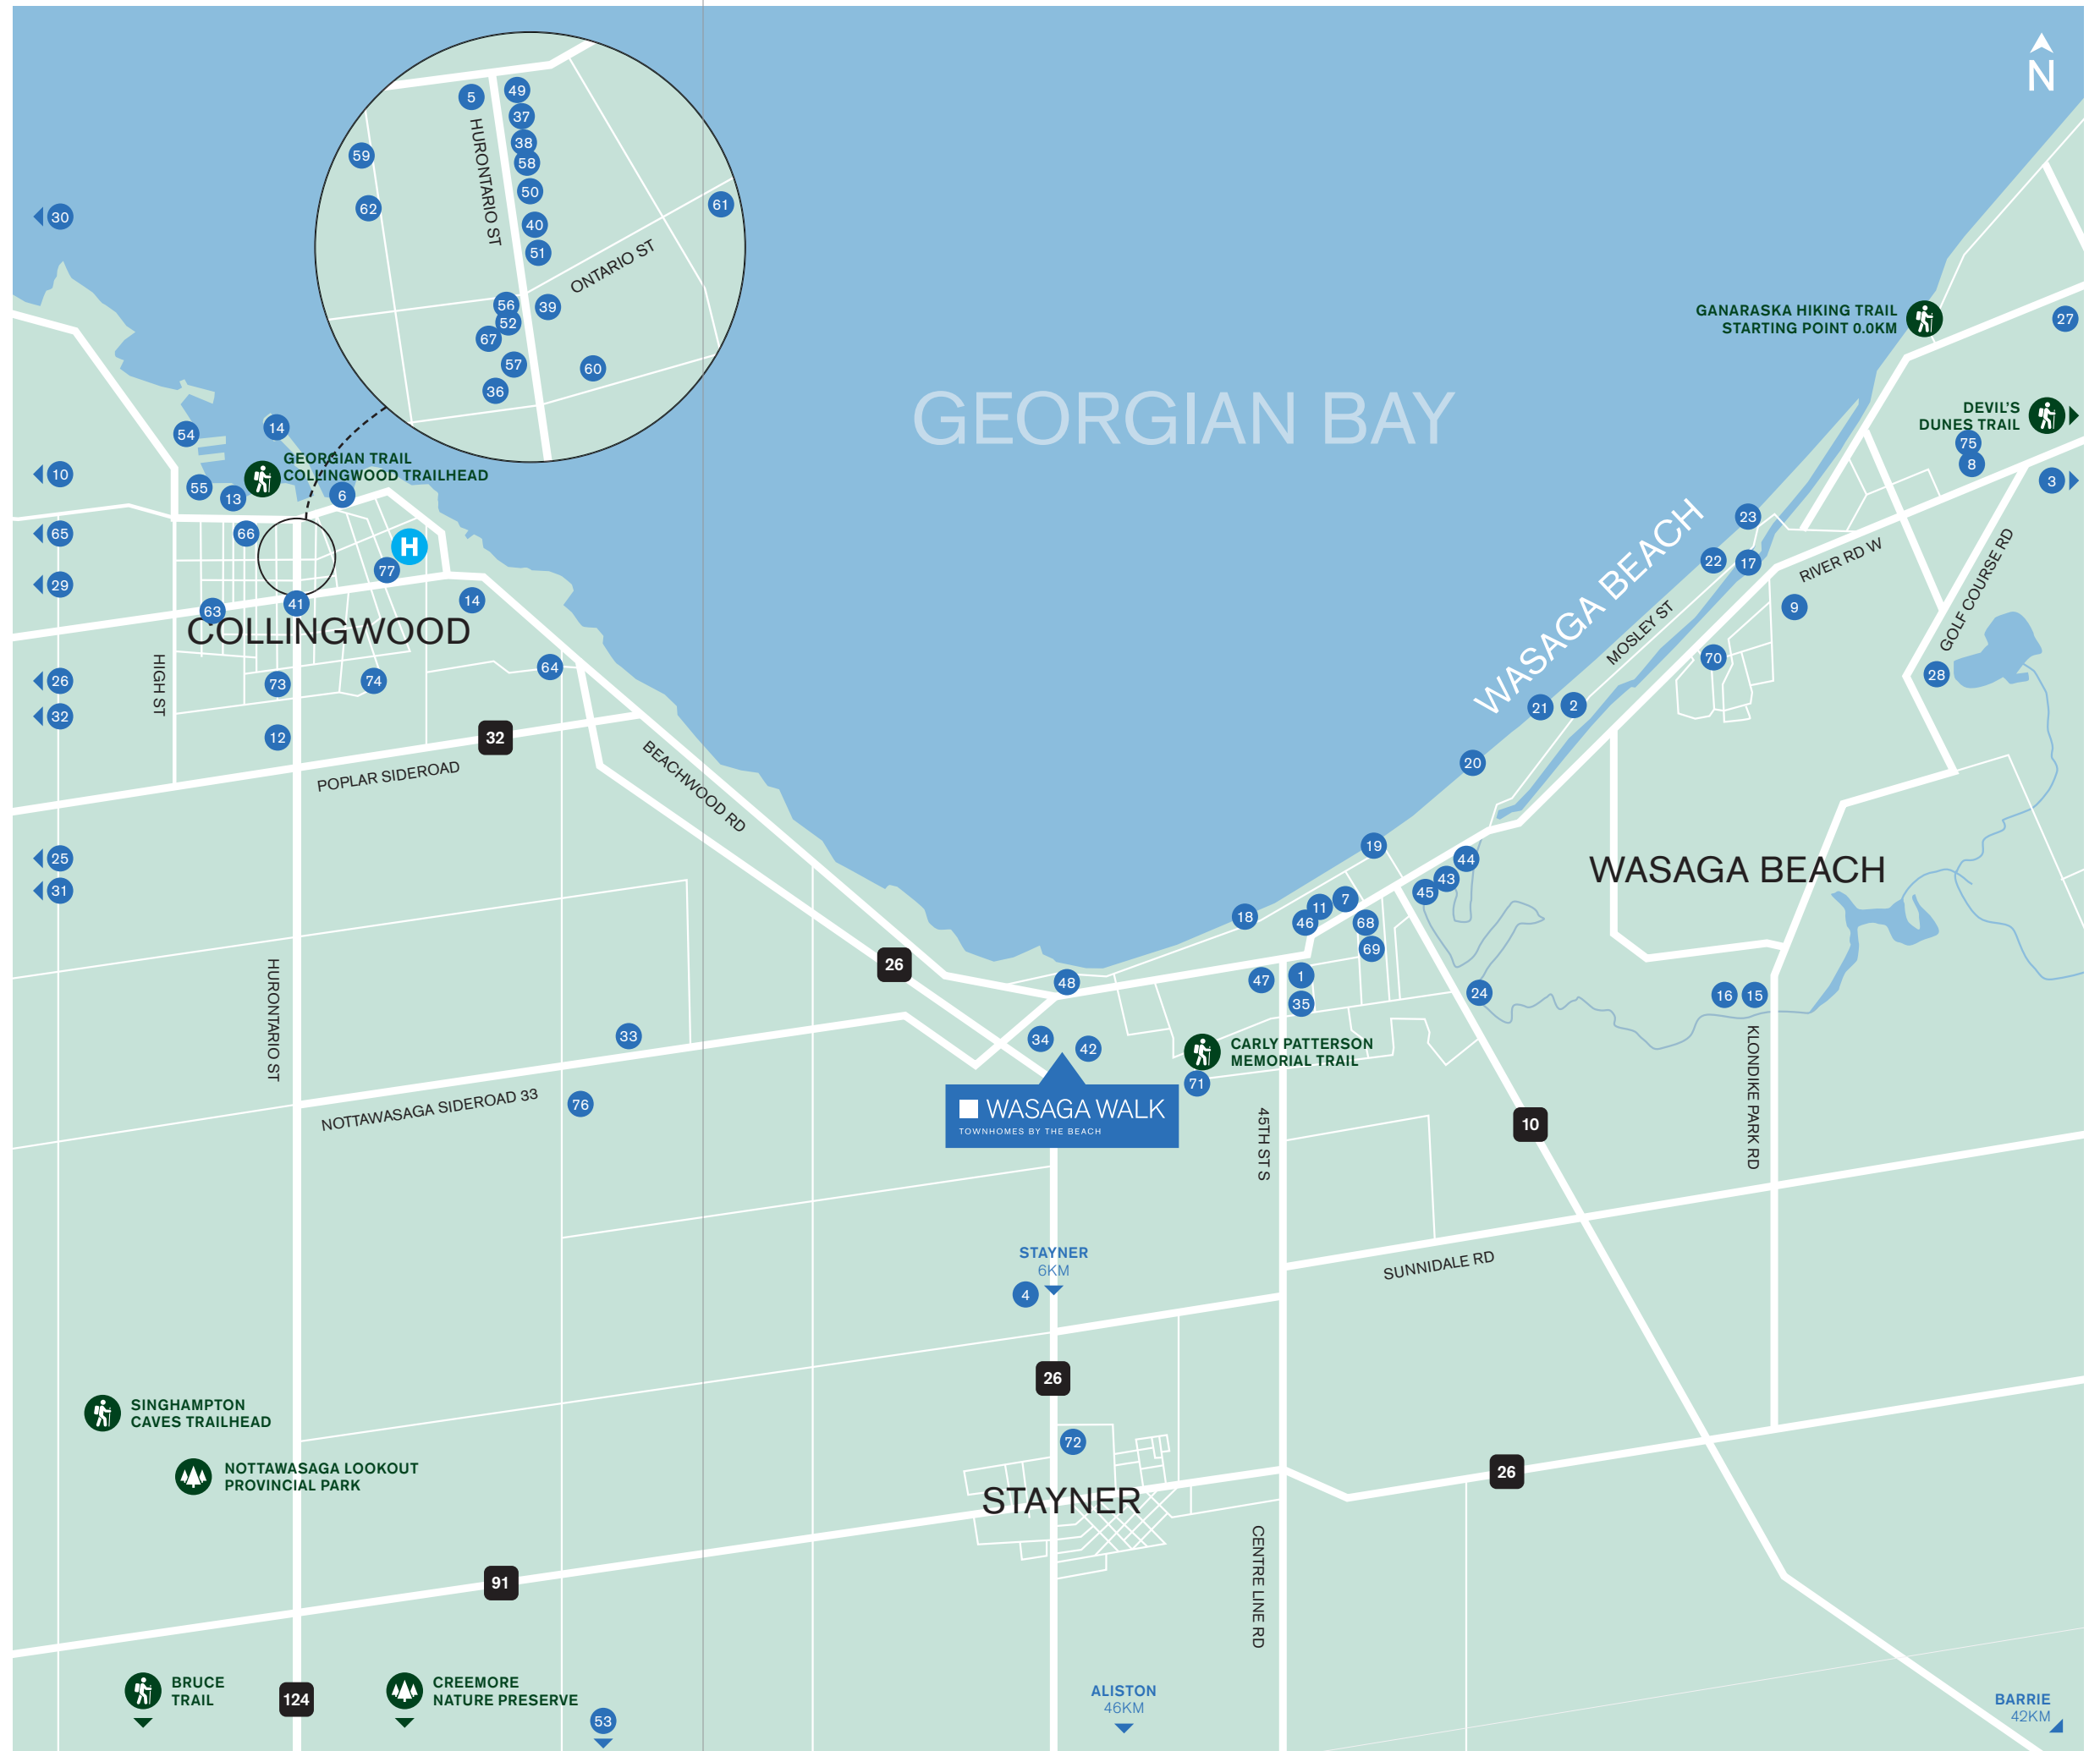 N
5
49
37
38
58
50
40
51
59
62
61
HURONTARIO ST
ONTARIO ST
56
39
52
67
57
60
36
30
GEORGIAN BAY
GANARASKA HIKING TRAIL
STARTING POINT 0.0KM
27
DEVIL'S
DUNES TRAIL
75
8
3
54
14
GEORGIAN TRAIL
COLLINGWOOD TRAILHEAD
10
55
13
6
65
66
H
77
29
63
41
14
COLLINGWOOD
26
32
HIGH ST
73
74
64
12
32
POPLAR SIDEROAD
BEACHWOOD RD
25
31
23
22
17
RIVER RD W
WASAGA BEACH
MOSLEY ST
9
GOLF COURSE RD
70
28
21
2
20
19
44
43
45
WASAGA BEACH
18
11
7
46
68
69
26
48
47
1
35
24
16
15
HURONTARIO ST
33
34
42
CARLY PATTERSON
MEMORIAL TRAIL
71
KLONDIKE PARK RD
NOTTAWASAGA SIDEROAD 33
76
WASAGA WALK
TOWNHOMES BY THE BEACH
45TH ST S
10
STAYNER
6KM
4
SUNNIDALE RD
26
SINGHAMPTON
CAVES TRAILHEAD
72
NOTTAWASAGA LOOKOUT
PROVINCIAL PARK
26
STAYNER
91
CENTRE LINE RD
BRUCE
TRAIL
124
CREEMORE
NATURE PRESERVE
53
ALISTON
46KM
BARRIE
42KM